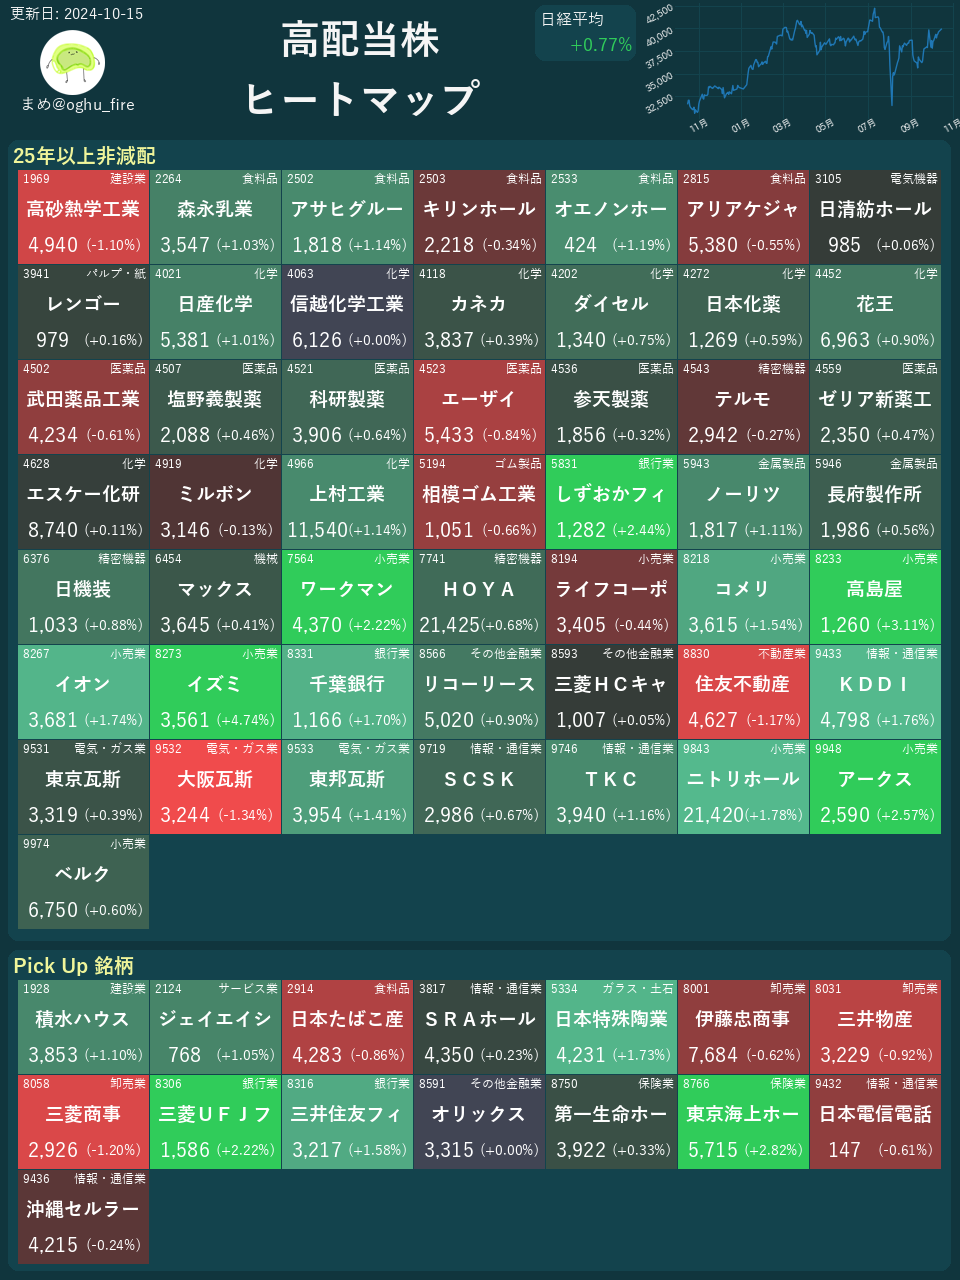 更新日: 2024-10-15
まめ@oghu_fire
高配当株
ヒートマップ
日経平均
+0.77%
42,500
40,000
37,500
35,000
32,500
11月 01月 03月 05月 07月 09月 11月
25年以上非減配
1969 建設業 2264 食料品 2502 食料品 2503 食料品 2533 食料品 2815 食料品 3105 電気機器
高砂熱学工業 森永乳業 アサヒグルー キリンホール オエノンホー アリアケジャ 日清紡ホール
4,940 (-1.10%) 3,547 (+1.03%) 1,818 (+1.14%) 2,218 (-0.34%) 424 (+1.19%) 5,380 (-0.55%) 985 (+0.06%)
3941 パルプ・紙 4021 化学 4063 化学 4118 化学 4202 化学 4272 化学 4452 化学
レンゴー 日産化学 信越化学工業 カネカ ダイセル 日本化薬 花王
979 (+0.16%) 5,381 (+1.01%) 6,126 (+0.00%) 3,837 (+0.39%) 1,340 (+0.75%) 1,269 (+0.59%) 6,963 (+0.90%)
4502 医薬品 4507 医薬品 4521 医薬品 4523 医薬品 4536 医薬品 4543 精密機器 4559 医薬品
武田薬品工業 塩野義製薬 科研製薬 エーザイ 参天製薬 テルモ ゼリア新薬工
4,234 (-0.61%) 2,088 (+0.46%) 3,906 (+0.64%) 5,433 (-0.84%) 1,856 (+0.32%) 2,942 (-0.27%) 2,350 (+0.47%)
4628 化学 4919 化学 4966 化学 5194 ゴム製品 5831 銀行業 5943 金属製品 5946 金属製品
エスケー化研 ミルボン 上村工業 相模ゴム工業 しずおかフィ ノーリツ 長府製作所
8,740 (+0.11%) 3,146 (-0.13%) 11,540(+1.14%) 1,051 (-0.66%) 1,282 (+2.44%) 1,817 (+1.11%) 1,986 (+0.56%)
6376 精密機器 6454 機械 7564 小売業 7741 精密機器 8194 小売業 8218 小売業 8233 小売業
日機装 マックス ワークマン ＨＯＹＡ ライフコーポ コメリ 高島屋
1,033 (+0.88%) 3,645 (+0.41%) 4,370 (+2.22%) 21,425(+0.68%) 3,405 (-0.44%) 3,615 (+1.54%) 1,260 (+3.11%)
8267 小売業 8273 小売業 8331 銀行業 8566 その他金融業 8593 その他金融業 8830 不動産業 9433 情報・通信業
イオン イズミ 千葉銀行 リコーリース 三菱ＨＣキャ 住友不動産 ＫＤＤＩ
3,681 (+1.74%) 3,561 (+4.74%) 1,166 (+1.70%) 5,020 (+0.90%) 1,007 (+0.05%) 4,627 (-1.17%) 4,798 (+1.76%)
9531 電気・ガス業 9532 電気・ガス業 9533 電気・ガス業 9719 情報・通信業 9746 情報・通信業 9843 小売業 9948 小売業
東京瓦斯 大阪瓦斯 東邦瓦斯 ＳＣＳＫ ＴＫＣ ニトリホール アークス
3,319 (+0.39%) 3,244 (-1.34%) 3,954 (+1.41%) 2,986 (+0.67%) 3,940 (+1.16%) 21,420(+1.78%) 2,590 (+2.57%)
9974 小売業
ベルク
6,750 (+0.60%)
Pick Up 銘柄
1928 建設業 2124 サービス業 2914 食料品 3817 情報・通信業 5334 ガラス・土石 8001 卸売業 8031 卸売業
積水ハウス ジェイエイシ 日本たばこ産 ＳＲＡホール 日本特殊陶業 伊藤忠商事 三井物産
3,853 (+1.10%) 768 (+1.05%) 4,283 (-0.86%) 4,350 (+0.23%) 4,231 (+1.73%) 7,684 (-0.62%) 3,229 (-0.92%)
8058 卸売業 8306 銀行業 8316 銀行業 8591 その他金融業 8750 保険業 8766 保険業 9432 情報・通信業
三菱商事 三菱ＵＦＪフ 三井住友フィ オリックス 第一生命ホー 東京海上ホー 日本電信電話
2,926 (-1.20%) 1,586 (+2.22%) 3,217 (+1.58%) 3,315 (+0.00%) 3,922 (+0.33%) 5,715 (+2.82%) 147 (-0.61%)
9436 情報・通信業
沖縄セルラー
4,215 (-0.24%)